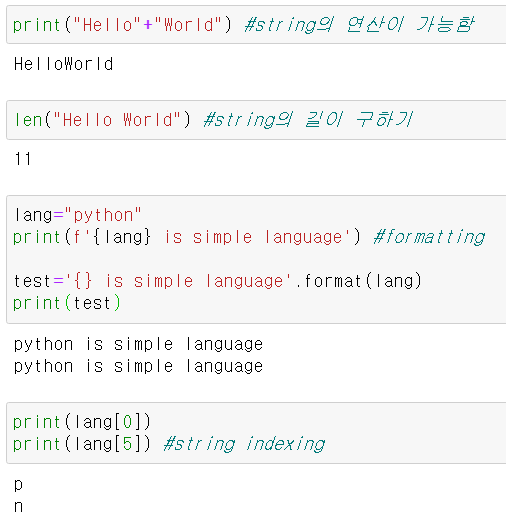 print("Hello"+"World") #string의 연산이 가능함
HelloWorld
len("Hello World") #string의 길이 구하기
11
lang="python"
print(f'{lang} is simple language') #formatting
test='{} is simple language'.format(lang)
print(test)
python is simple language
python is simple language
print(lang[0])
print(lang[5]) #string indexing
p
n